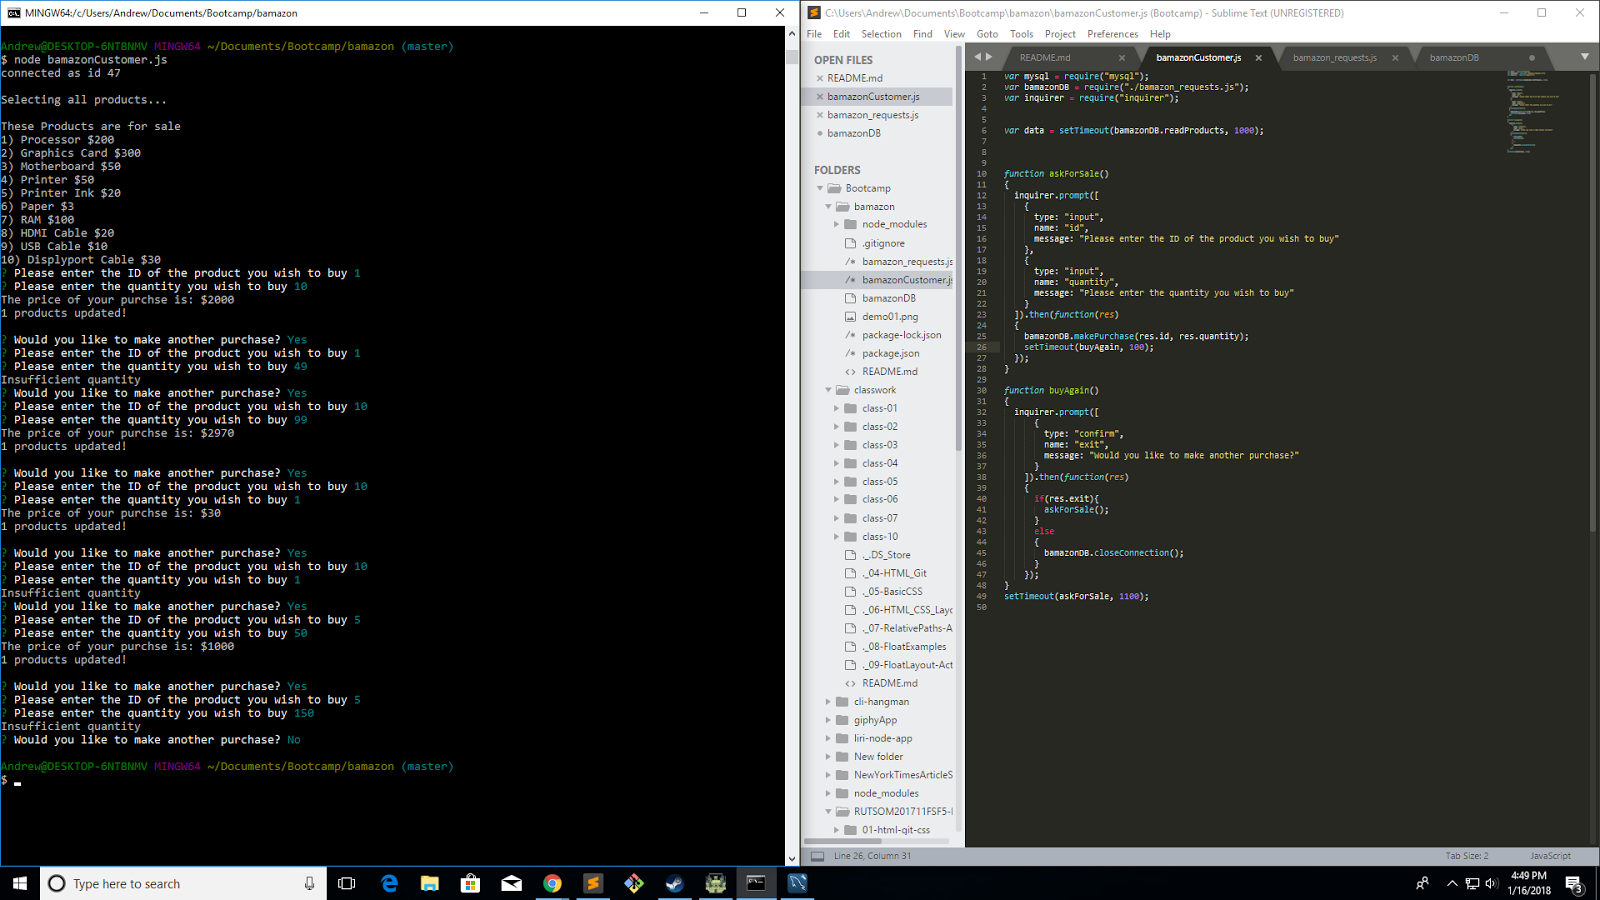 MINGW64:/c/Users/Andrew/Documents/Bootcamp/bamazon
Andrew@DESKTOP-6NTBNMV MINGW64 ~/Documents/Bootcamp/bamazon (master)
$ node bamazonCustomer.js
connected as id 47
Selecting all products...
These Products are for sale
1) Processor $200
2) Graphics Card $300
3) Motherboard $50
4) Printer $50
5) Printer Ink $20
6) Paper $3
7) RAM $100
8) HDMI Cable $20
9) USB Cable $10
10) Displyport Cable $30
? Please enter the ID of the product you wish to buy 1
? Please enter the quantity you wish to buy 10
The price of your purchse is: $2000
1 products updated!
? Would you like to make another purchase? Yes
? Please enter the ID of the product you wish to buy 1
? Please enter the quantity you wish to buy 49
Insufficient quantity
? Would you like to make another purchase? Yes
? Please enter the ID of the product you wish to buy 10
? Please enter the quantity you wish to buy 99
The price of your purchse is: $2970
1 products updated!
? Would you like to make another purchase? Yes
? Please enter the ID of the product you wish to buy 10
? Please enter the quantity you wish to buy 1
The price of your purchse is: $30
1 products updated!
? Would you like to make another purchase? Yes
? Please enter the ID of the product you wish to buy 10
? Please enter the quantity you wish to buy 1
Insufficient quantity
? Would you like to make another purchase? Yes
? Please enter the ID of the product you wish to buy 5
? Please enter the quantity you wish to buy 50
The price of your purchse is: $1000
1 products updated!
? Would you like to make another purchase? Yes
? Please enter the ID of the product you wish to buy 5
? Please enter the quantity you wish to buy 150
Insufficient quantity
? Would you like to make another purchase? No
Andrew@DESKTOP-6NTBNMV MINGW64 ~/Documents/Bootcamp/bamazon (master)
$
C:\Users\Andrew\Documents\Bootcamp\bamazon\bamazonCustomer.js (Bootcamp) - Sublime Text (UNREGISTERED)
File Edit Selection Find View Goto Tools Project Preferences Help
OPEN FILES
README.md
bamazonCustomer.js
bamazon_requests.js
bamazonDB
FOLDERS
Bootcamp
bamazon
node_modules
.gitignore
/* bamazon_requests.js
/* bamazonCustomer.js
bamazonDB
demo01.png
/* package-lock.json
/* package.json
<> README.md
classwork
class-01
class-02
class-03
class-04
class-05
class-06
class-07
class-10
._.DS_Store
._04-HTML_Git
._05-BasicCSS
._06-HTML_CSS_Layo
._07-RelativePaths-A
._08-FloatExamples
._09-FloatLayout-Act
<> README.md
cli-hangman
giphyApp
liri-node-app
New folder
NewYorkTimesArticleS
node_modules
RUTSOM201711FSF5-
01-html-git-css
README.md bamazonCustomer.js bamazon_requests.js bamazonDB
1 var mysql = require("mysql");
2 var bamazonDB = require("./bamazon_requests.js");
3 var inquirer = require("inquirer");
4
5
6 var data = setTimeout(bamazonDB.readProducts, 1000);
7
8
9
10 function askForSale()
11 {
12 inquirer.prompt([
13 {
14 type: "input",
15 name: "id",
16 message: "Please enter the ID of the product you wish to buy"
17 },
18 {
19 type: "input",
20 name: "quantity",
21 message: "Please enter the quantity you wish to buy"
22 }
23 ]).then(function(res)
24 {
25 bamazonDB.makePurchase(res.id, res.quantity);
26 setTimeout(buyAgain, 100);
27 });
28 }
29
30 function buyAgain()
31 {
32 inquirer.prompt([
33 {
34 type: "confirm",
35 name: "exit",
36 message: "Would you like to make another purchase?"
37 }
38 ]).then(function(res)
39 {
40 if(res.exit){
41 askForSale();
42 }
43 else
44 {
45 bamazonDB.closeConnection();
46 }
47 });
48 }
49 setTimeout(askForSale, 1100);
50
Line 26, Column 31
Tab Size: 2
JavaScript
Type here to search
4:49 PM
1/16/2018
3